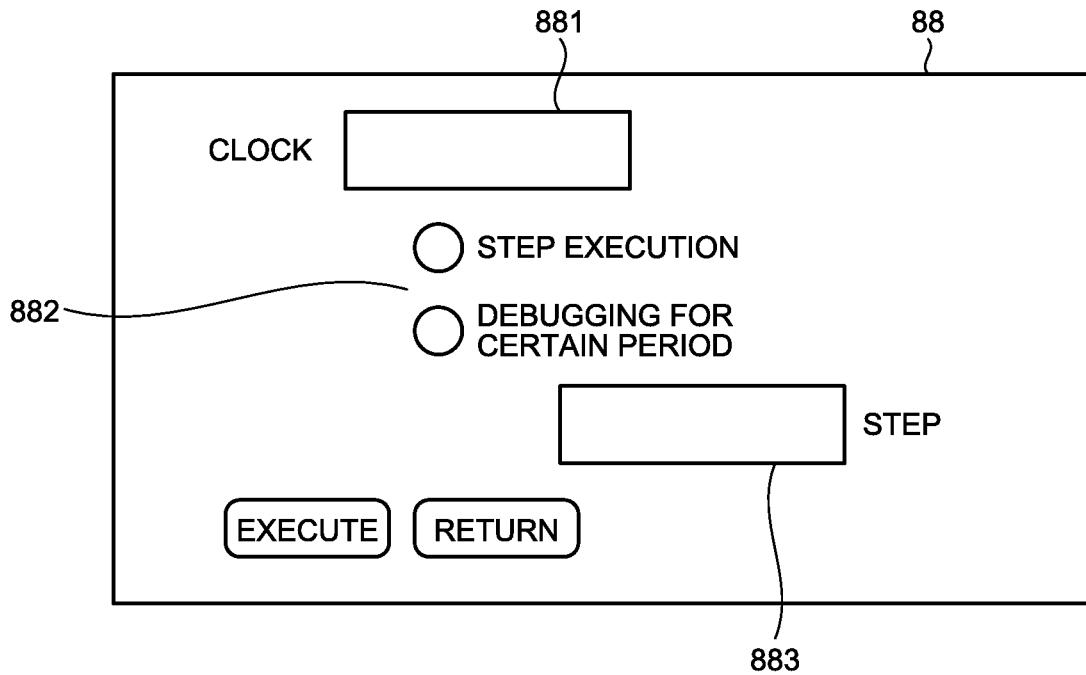 881
88
CLOCK
STEP EXECUTION
882
DEBUGGING FOR
CERTAIN PERIOD
STEP
EXECUTE
RETURN
883